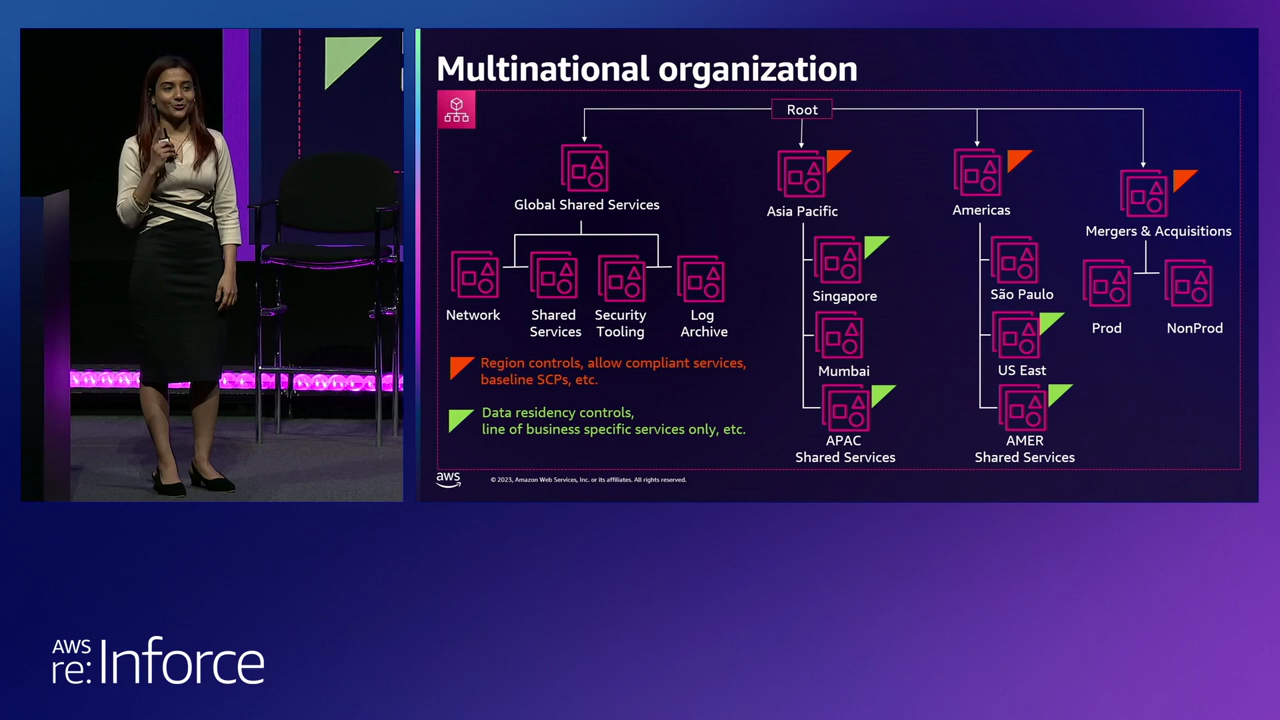 Multinational organization
Root
Global Shared Services
Asia Pacific
Americas
Mergers & Acquisitions
Network
Shared
Services
Security
Tooling
Log
Archive
Singapore
Mumbai
APAC
Shared Services
São Paulo
US East
AMER
Shared Services
Prod
NonProd
Region controls, allow compliant services,
baseline SCPs, etc.
Data residency controls,
line of business specific services only, etc.
aws
© 2023, Amazon Web Services, Inc. or its affiliates. All rights reserved.
AWS
re:Inforce